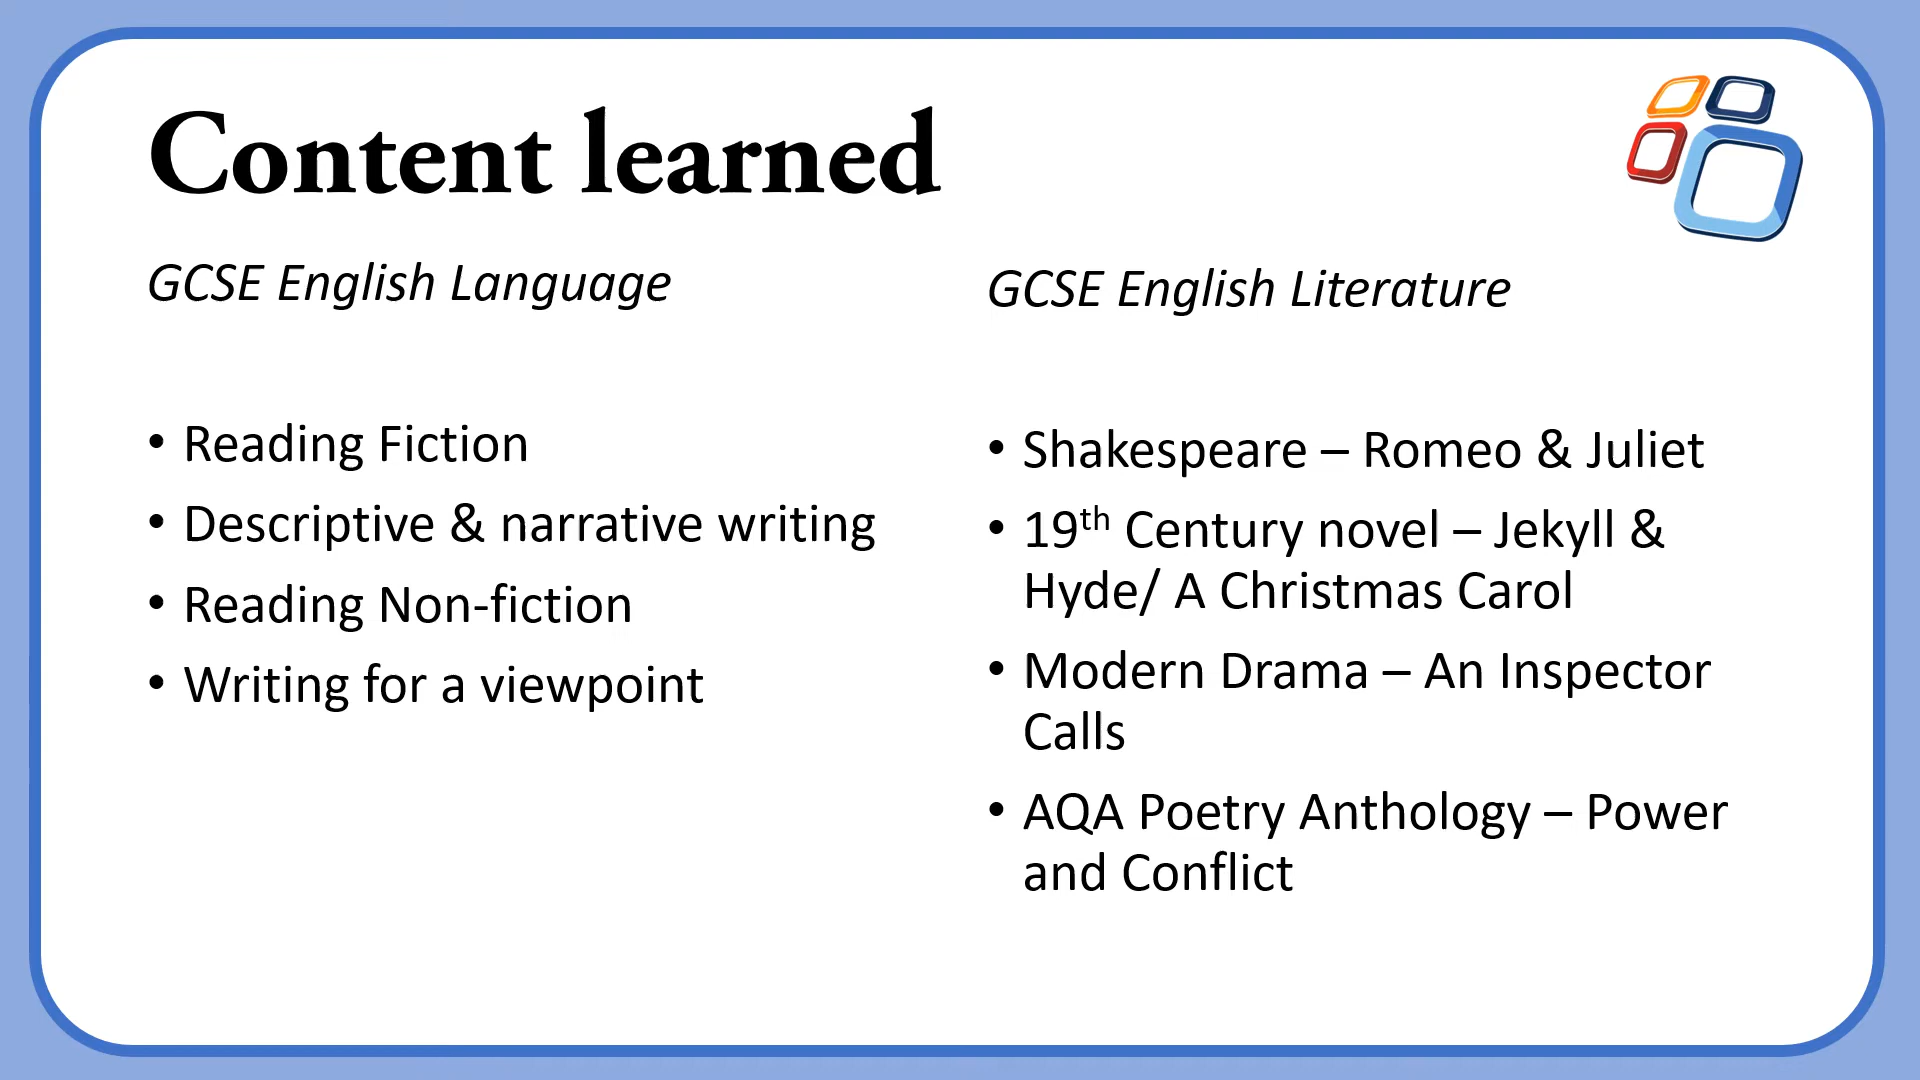 Content learned
GCSE English Language
• Reading Fiction
• Descriptive & narrative writing
• Reading Non-fiction
• Writing for a viewpoint
GCSE English Literature
• Shakespeare – Romeo & Juliet
• 19th Century novel – Jekyll &
Hyde/ A Christmas Carol
• Modern Drama – An Inspector
Calls
• AQA Poetry Anthology – Power
and Conflict